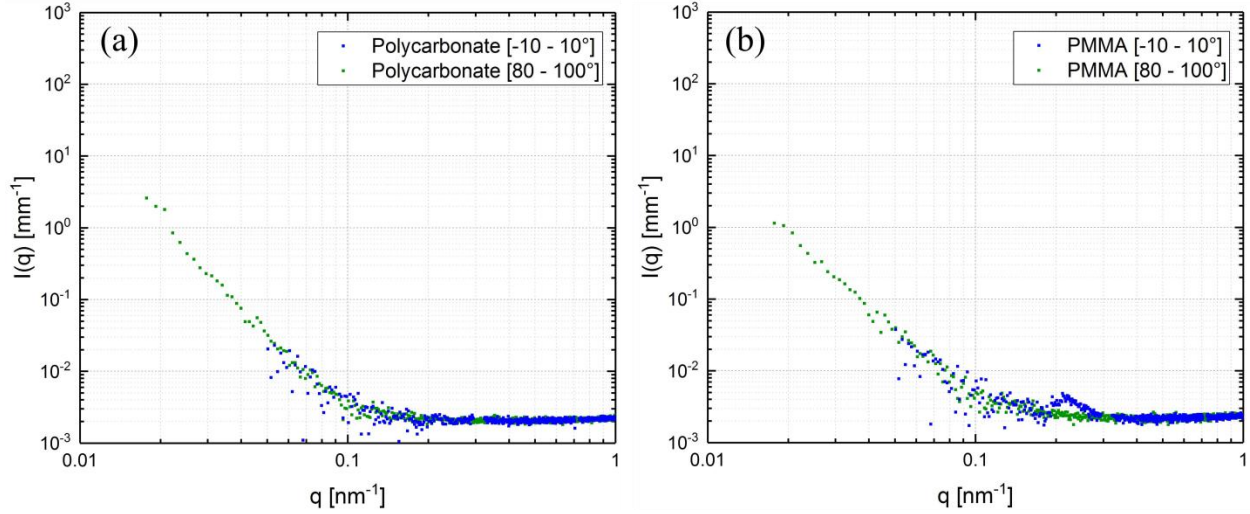 (a)
Polycarbonate [-10 - 10°]
Polycarbonate [80 - 100°]
10³
10²
10¹
10⁰
10⁻¹
10⁻²
10⁻³
I(q) [mm⁻¹]
0.01
0.1
1
q [nm⁻¹]
(b)
PMMA [-10 - 10°]
PMMA [80 - 100°]
10³
10²
10¹
10⁰
10⁻¹
10⁻²
10⁻³
I(q) [mm⁻¹]
0.01
0.1
1
q [nm⁻¹]